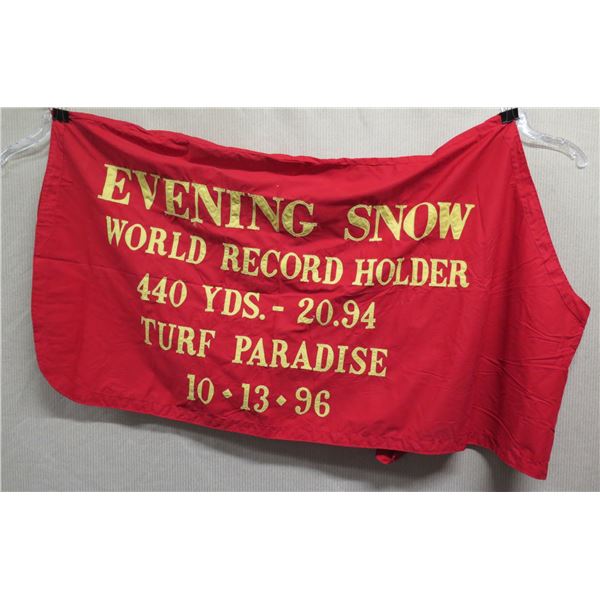 EVENING SNOW
WORLD RECORD HOLDER
440 YDS. - 20.94
TURF PARADISE
10 • 13 • 96